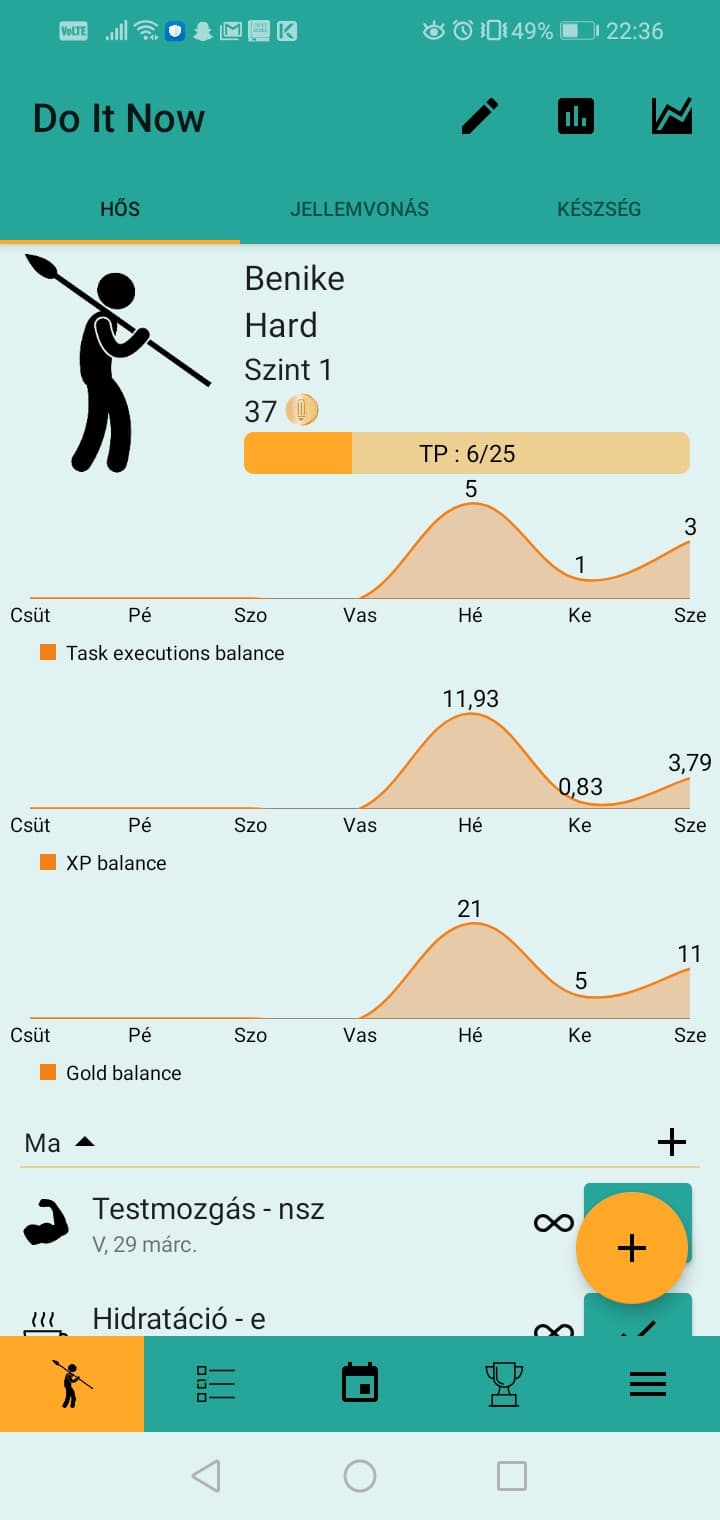 VoLTE 49% 22:36
Do It Now
HŐS JELLEMVONÁS KÉSZSÉG
Benike
Hard
Szint 1
37
TP : 6/25
5
3
1
Csüt Pé Szo Vas Hé Ke Sze
Task executions balance
11,93
3,79
0,83
Csüt Pé Szo Vas Hé Ke Sze
XP balance
21
11
5
Csüt Pé Szo Vas Hé Ke Sze
Gold balance
Ma
Testmozgás - nsz
V, 29 márc.
Hidratáció - e